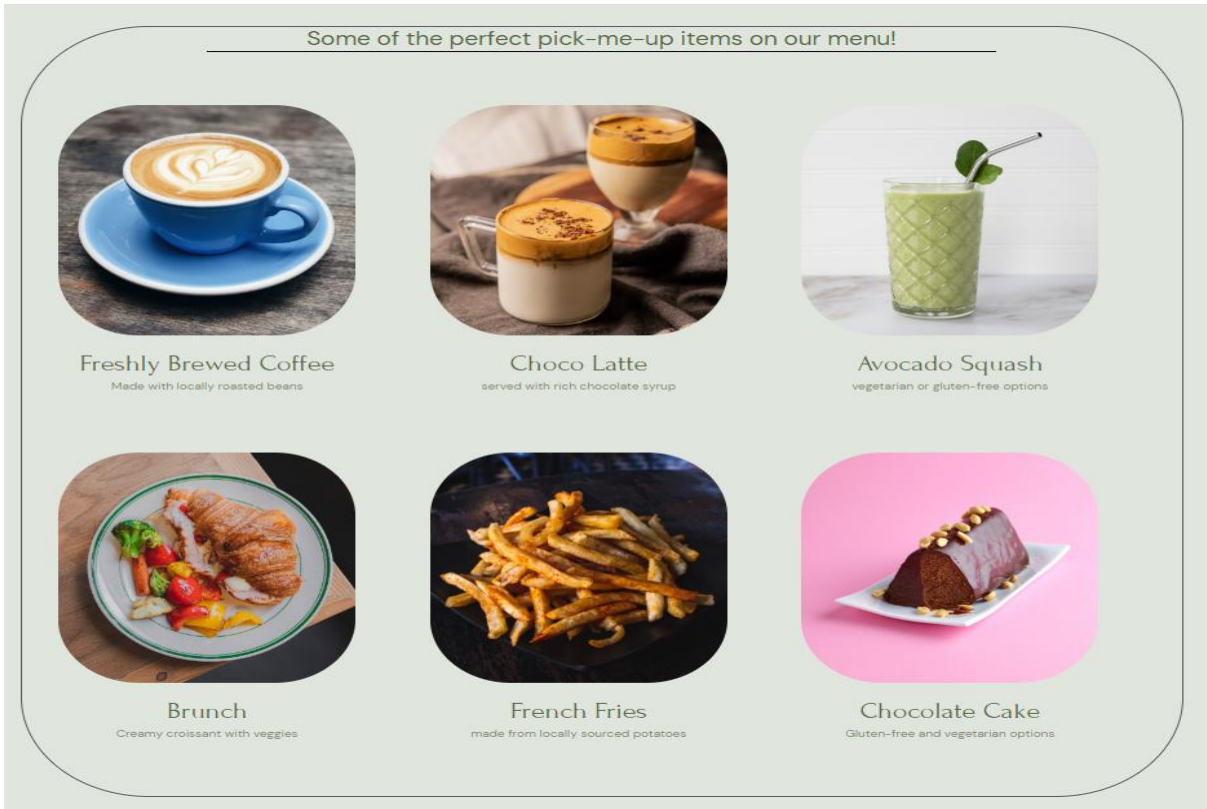 Some of the perfect pick-me-up items on our menu!
Freshly Brewed Coffee
Made with locally roasted beans
Choco Latte
served with rich chocolate syrup
Avocado Squash
vegetarian or gluten-free options
Brunch
Creamy croissant with veggies
French Fries
made from locally sourced potatoes
Chocolate Cake
Gluten-free and vegetarian options